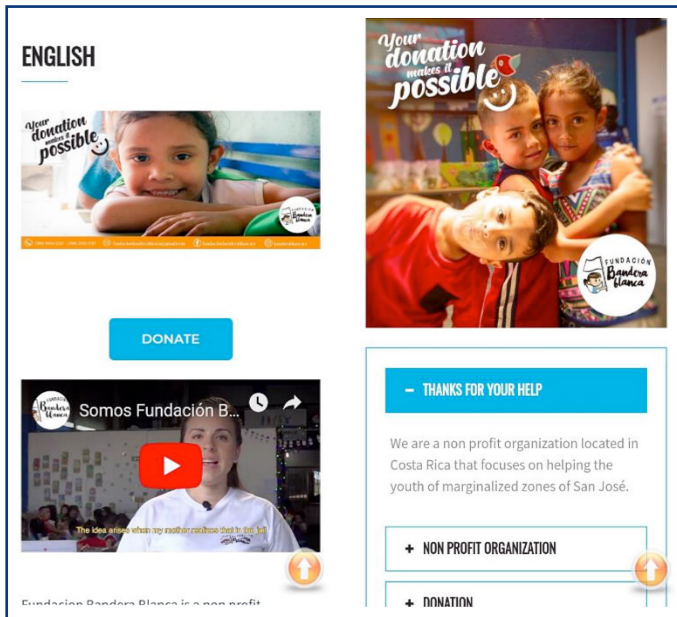 ENGLISH
Your
donation
makes it
possible
FUNDACIÓN
Bandera
blanca
DONATE
Bandera
blanca
Somos Fundación B...
The idea arises when my mother realizes that in the
Fundacion Bandera Blanca is a non profit
Your
donation
makes it
possible
FUNDACIÓN
Bandera
blanca
− THANKS FOR YOUR HELP
We are a non profit organization located in
Costa Rica that focuses on helping the
youth of marginalized zones of San José.
+ NON PROFIT ORGANIZATION
+ DONATION